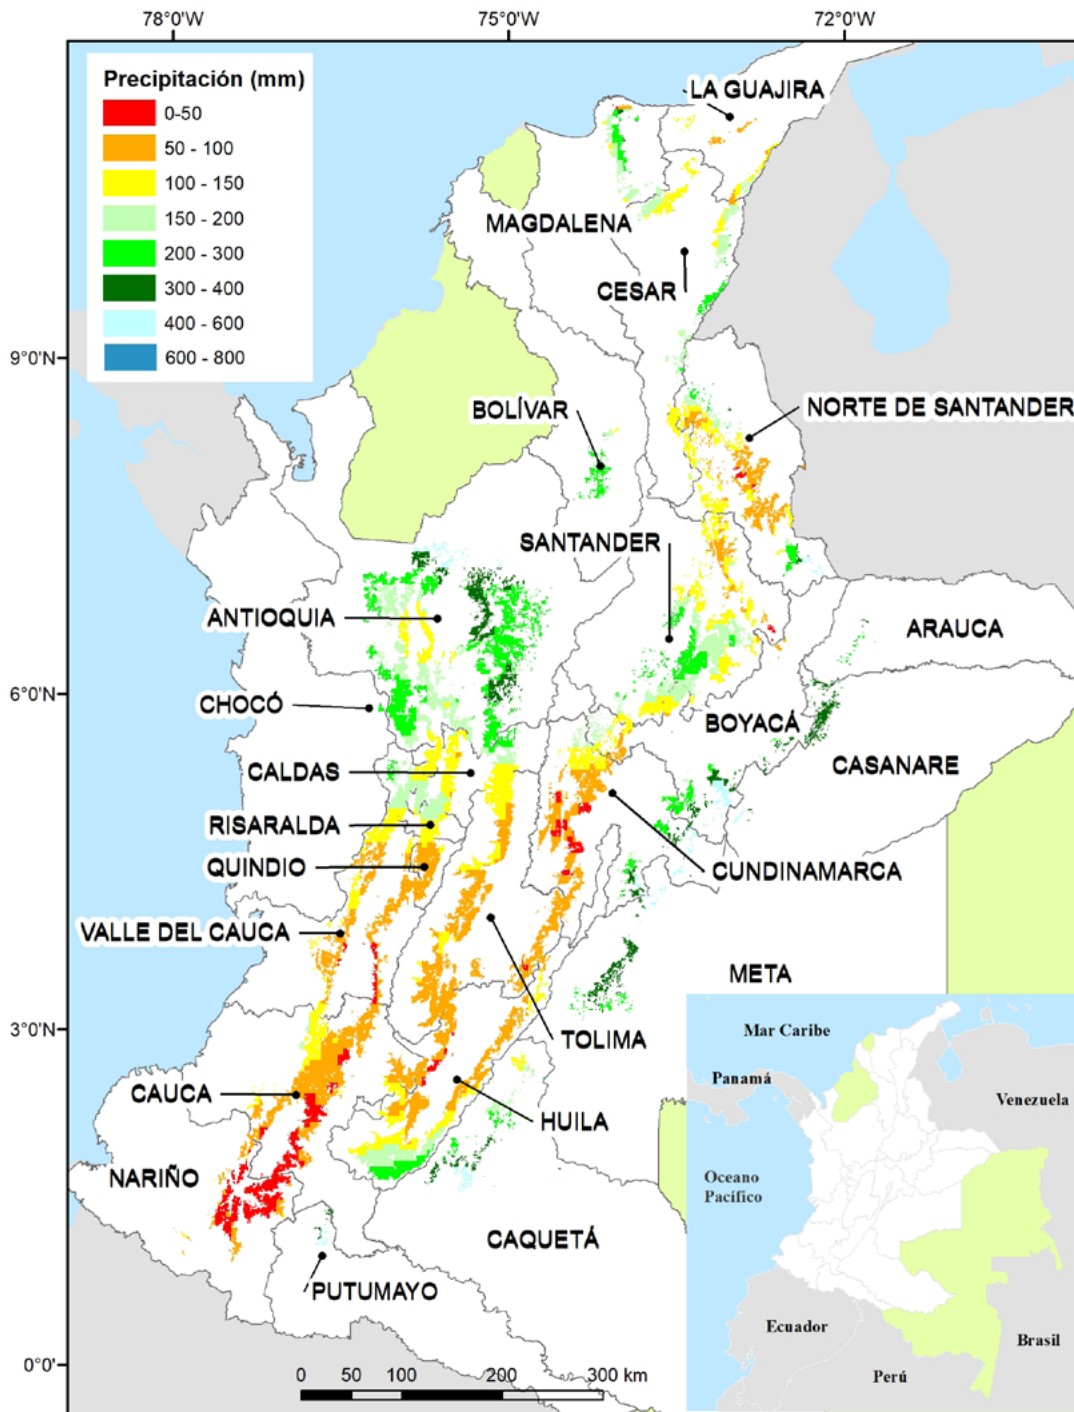 78°0'W
75°0'W
72°0'W
Precipitación (mm)
0-50
50 - 100
100 - 150
150 - 200
200 - 300
300 - 400
400 - 600
600 - 800
LA GUAJIRA
MAGDALENA
CESAR
9°0'N
BOLÍVAR
NORTE DE SANTANDER
SANTANDER
ANTIOQUIA
ARAUCA
6°0'N
CHOCÓ
BOYACÁ
CALDAS
CASANARE
RISARALDA
QUINDIO
CUNDINAMARCA
VALLE DEL CAUCA
META
3°0'N
TOLIMA
CAUCA
HUILA
NARIÑO
CAQUETÁ
PUTUMAYO
0°0'
0 50 100 200 300 km
Mar Caribe
Panamá
Venezuela
Oceano
Pacífico
Ecuador
Brasil
Perú